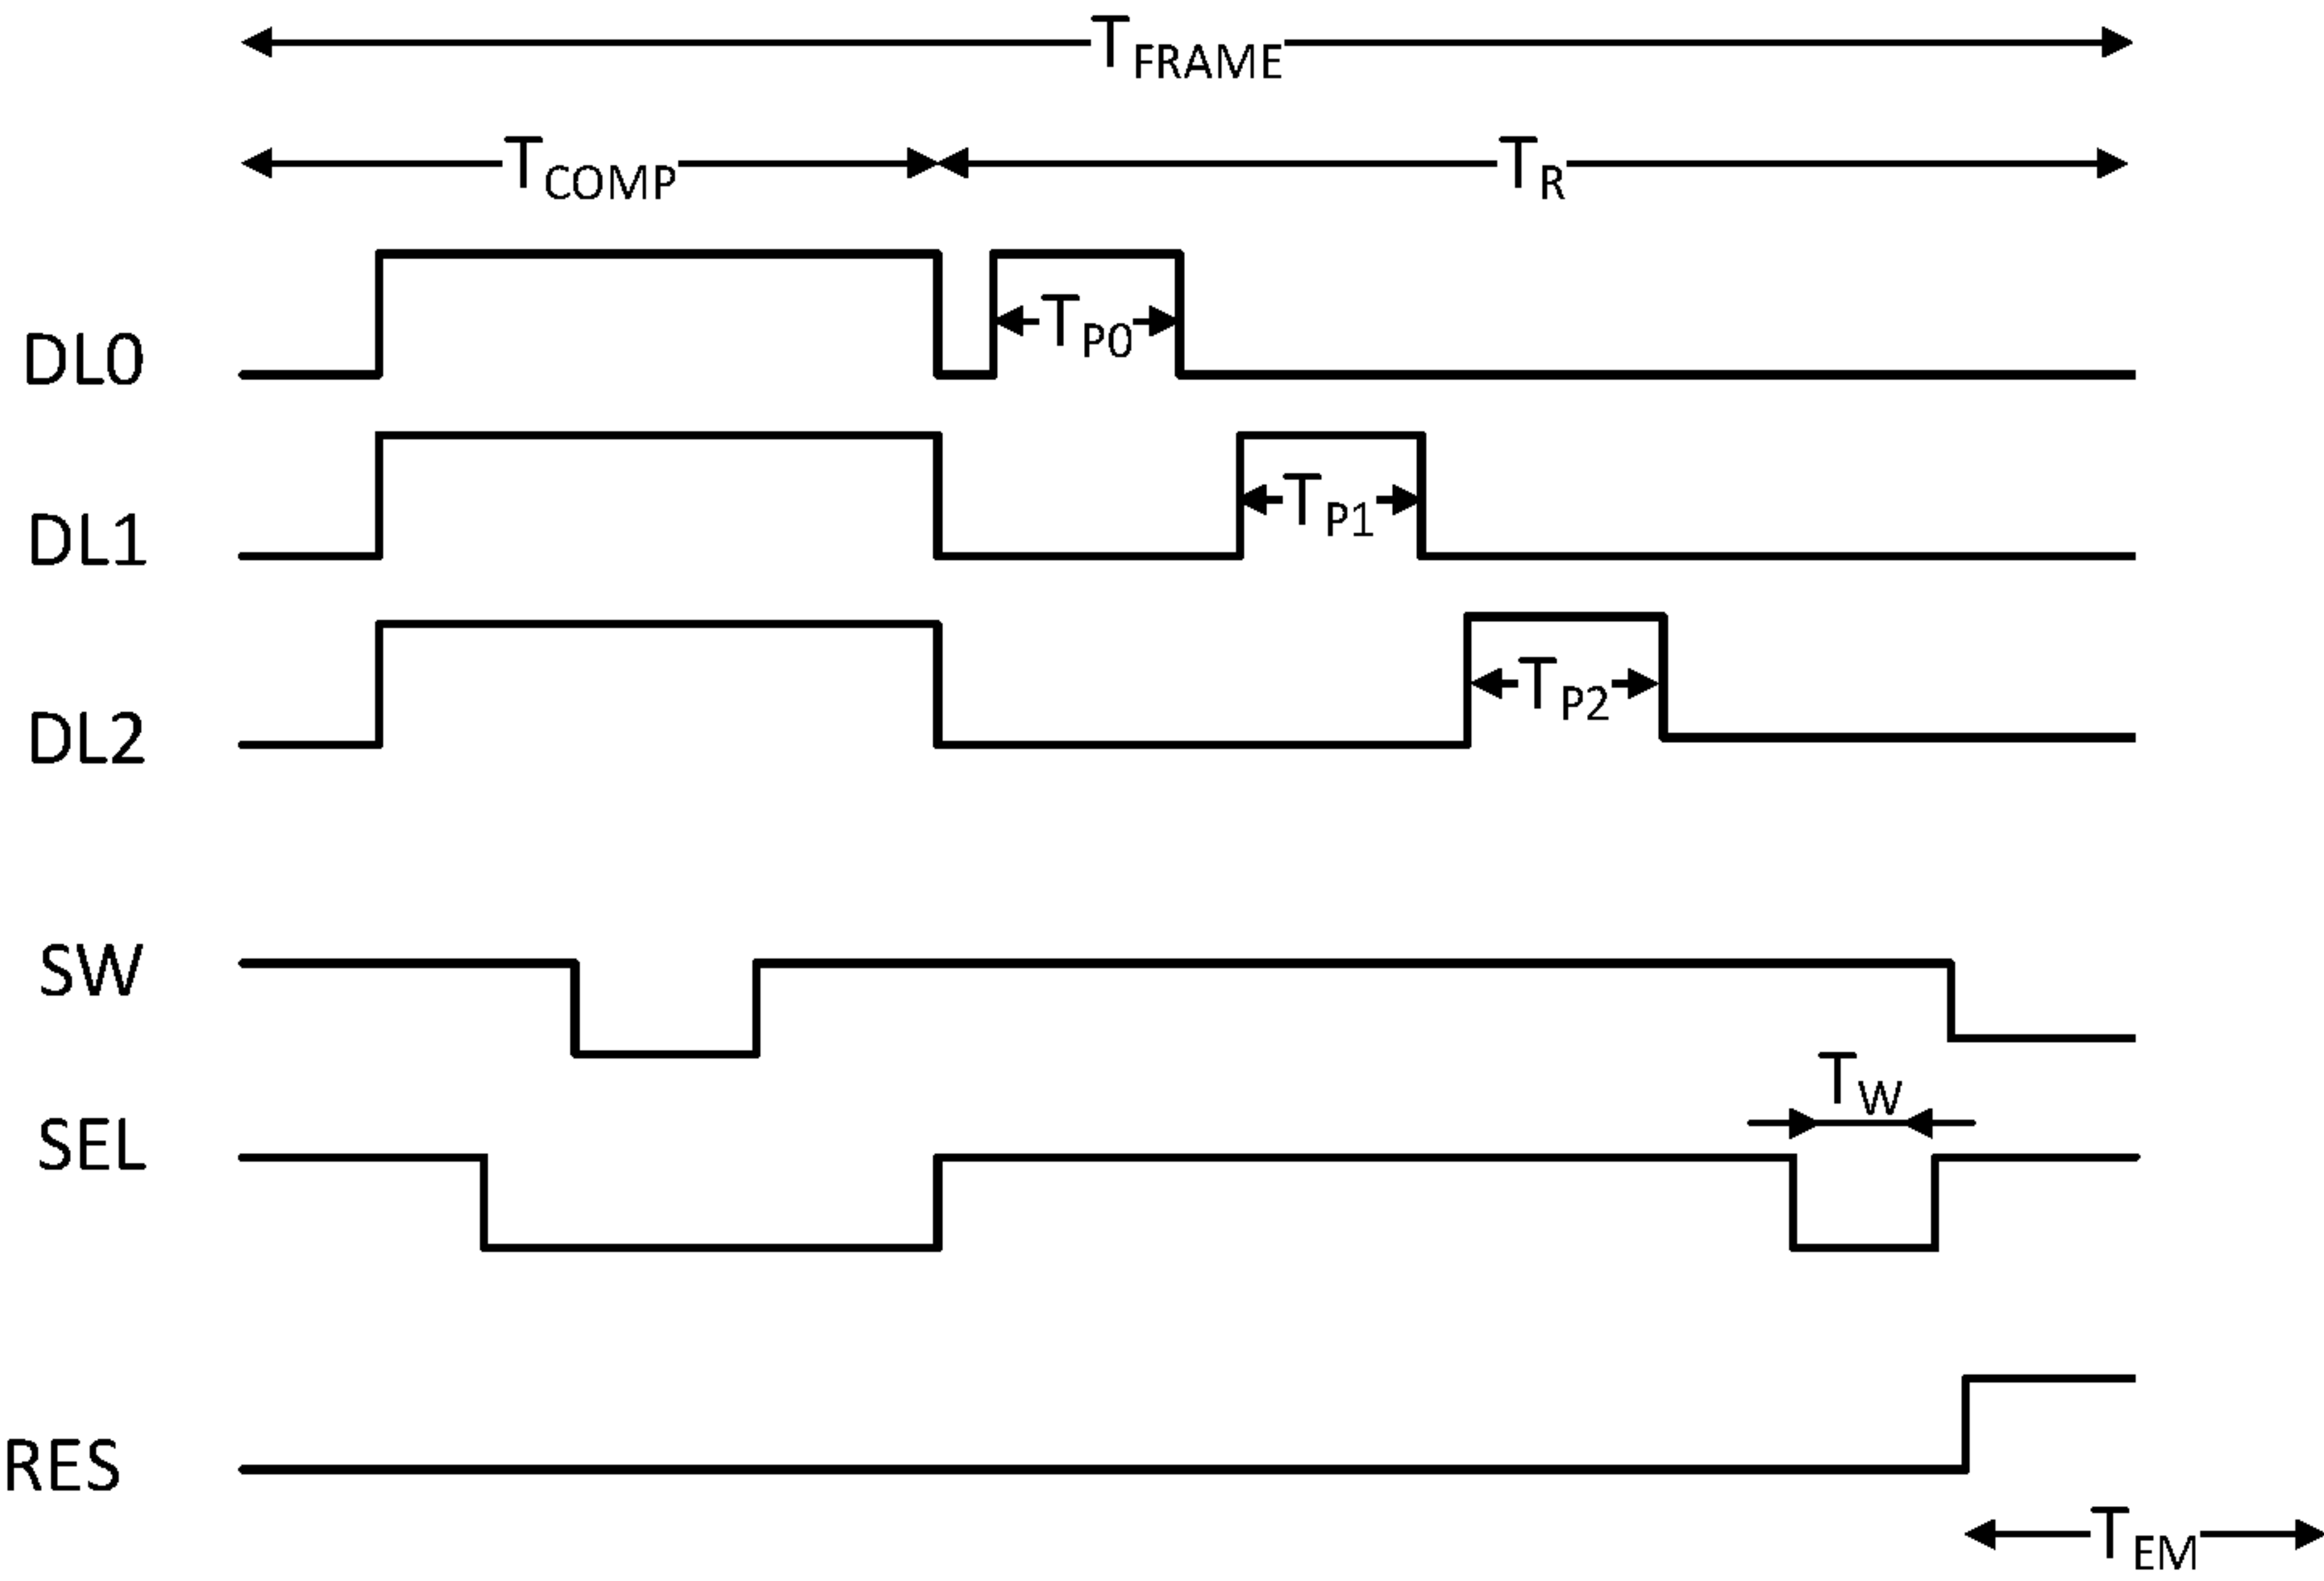 TFRAME
TCOMP TR
DL0 TP0
DL1 TP1
DL2 TP2
SW
TW
SEL
RES
TEM